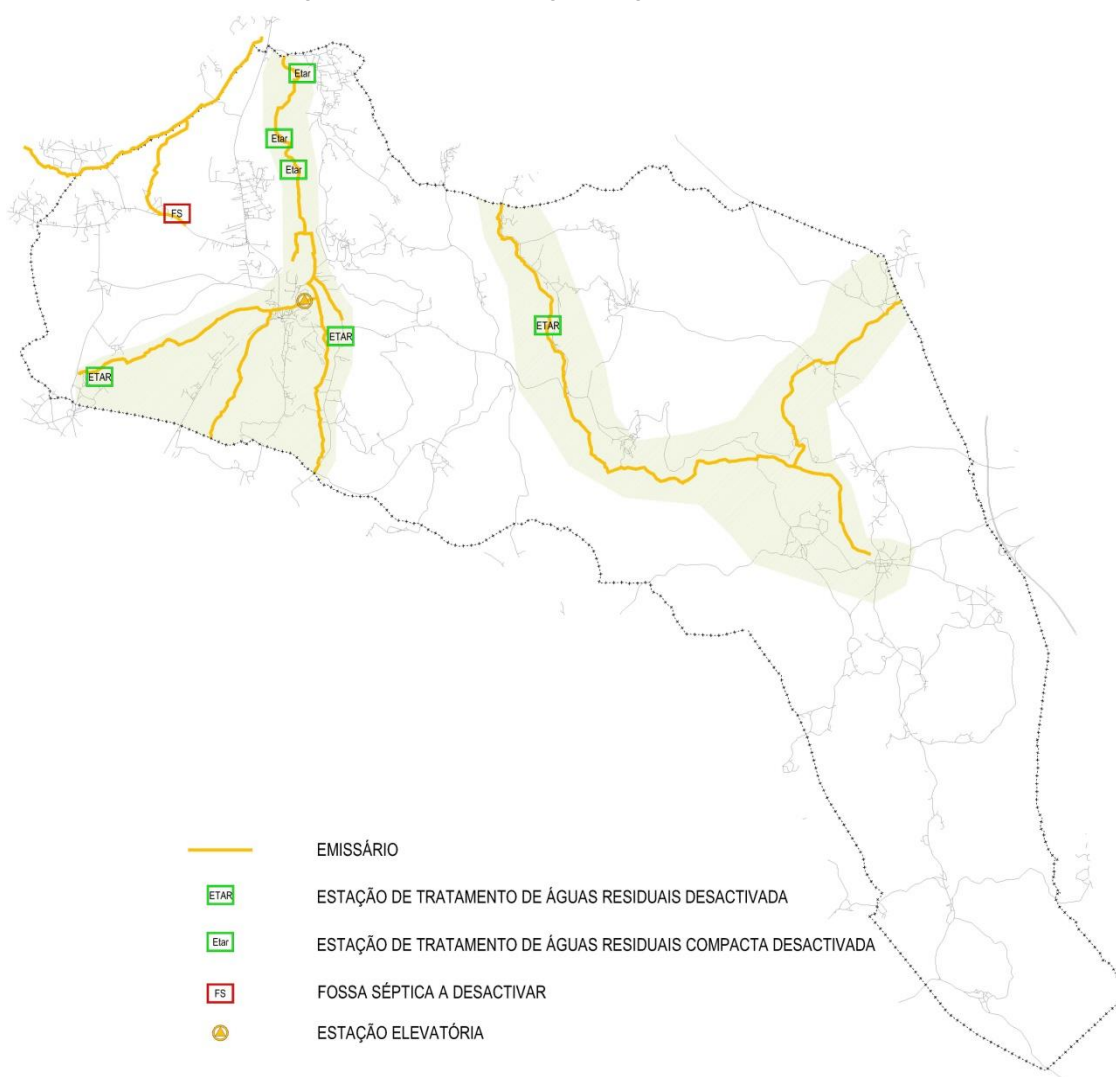 Etar
Etar
Etar
FS
ETAR
ETAR
ETAR
EMISSÁRIO
ETAR ESTAÇÃO DE TRATAMENTO DE ÁGUAS RESIDUAIS DESACTIVADA
Etar ESTAÇÃO DE TRATAMENTO DE ÁGUAS RESIDUAIS COMPACTA DESACTIVADA
FS FOSSA SÉPTICA A DESACTIVAR
ESTAÇÃO ELEVATÓRIA